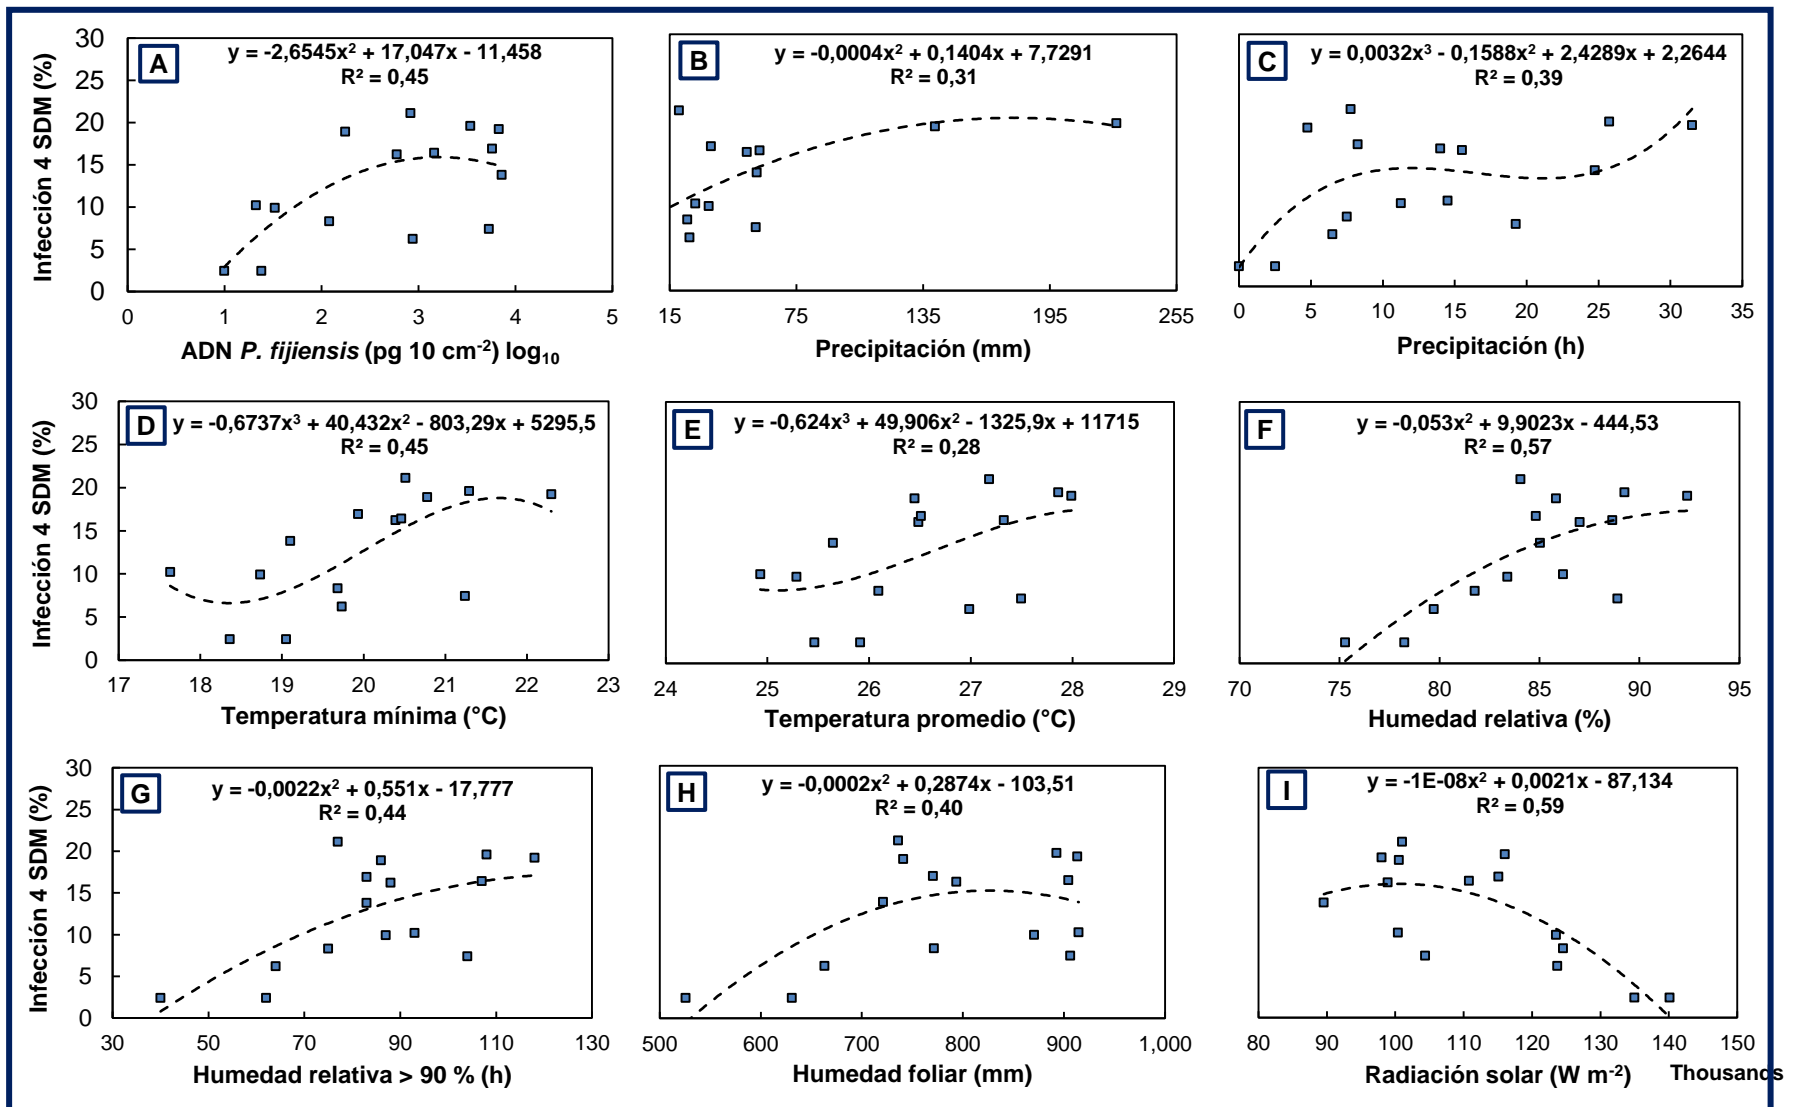 A
y = -2,6545x² + 17,047x - 11,458
R² = 0,45
Infección 4 SDM (%)
30
25
20
15
10
5
0
0 1 2 3 4 5
ADN P. fijiensis (pg 10 cm⁻²) log₁₀
B
y = -0,0004x² + 0,1404x + 7,7291
R² = 0,31
15 75 135 195 255
Precipitación (mm)
C
y = 0,0032x³ - 0,1588x² + 2,4289x + 2,2644
R² = 0,39
0 5 10 15 20 25 30 35
Precipitación (h)
D
y = -0,6737x³ + 40,432x² - 803,29x + 5295,5
R² = 0,45
Infección 4 SDM (%)
30
25
20
15
10
5
0
17 18 19 20 21 22 23
Temperatura mínima (°C)
E
y = -0,624x³ + 49,906x² - 1325,9x + 11715
R² = 0,28
24 25 26 27 28 29
Temperatura promedio (°C)
F
y = -0,053x² + 9,9023x - 444,53
R² = 0,57
70 75 80 85 90 95
Humedad relativa (%)
G
y = -0,0022x² + 0,551x - 17,777
R² = 0,44
Infección 4 SDM (%)
30
25
20
15
10
5
0
30 50 70 90 110 130
Humedad relativa > 90 % (h)
H
y = -0,0002x² + 0,2874x - 103,51
R² = 0,40
500 600 700 800 900 1,000
Humedad foliar (mm)
I
y = -1E-08x² + 0,0021x - 87,134
R² = 0,59
80 90 100 110 120 130 140 150
Radiación solar (W m⁻²)
Thousands